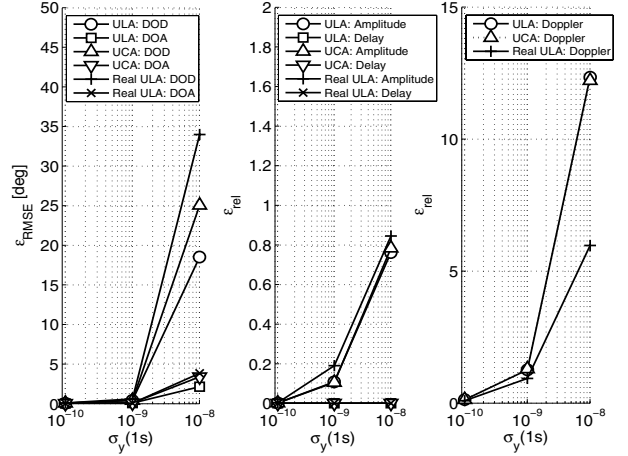 50
45
40
35
30
25
20
15
10
5
0
ε_RMSE [deg]
ULA: DOD
ULA: DOA
UCA: DOD
UCA: DOA
Real ULA: DOD
Real ULA: DOA
10^−10
10^−9
10^−8
σ_y(1s)
2
1.8
1.6
1.4
1.2
1
0.8
0.6
0.4
0.2
0
ε_rel
ULA: Amplitude
ULA: Delay
UCA: Amplitude
UCA: Delay
Real ULA: Amplitude
Real ULA: Delay
10^−10
10^−9
10^−8
σ_y(1s)
15
10
5
0
ε_rel
ULA: Doppler
UCA: Doppler
Real ULA: Doppler
10^−10
10^−9
10^−8
σ_y(1s)